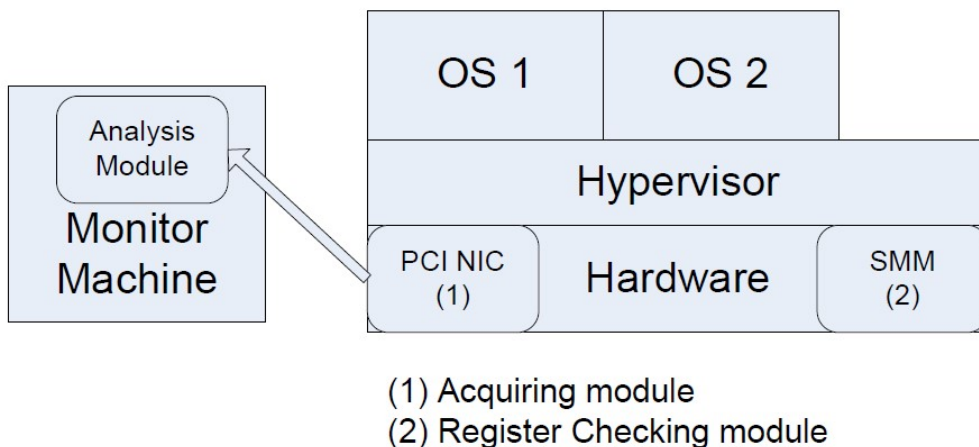 OS 1
OS 2
Analysis
Module
Monitor
Machine
Hypervisor
PCI NIC
(1)
Hardware
SMM
(2)
(1) Acquiring module
(2) Register Checking module